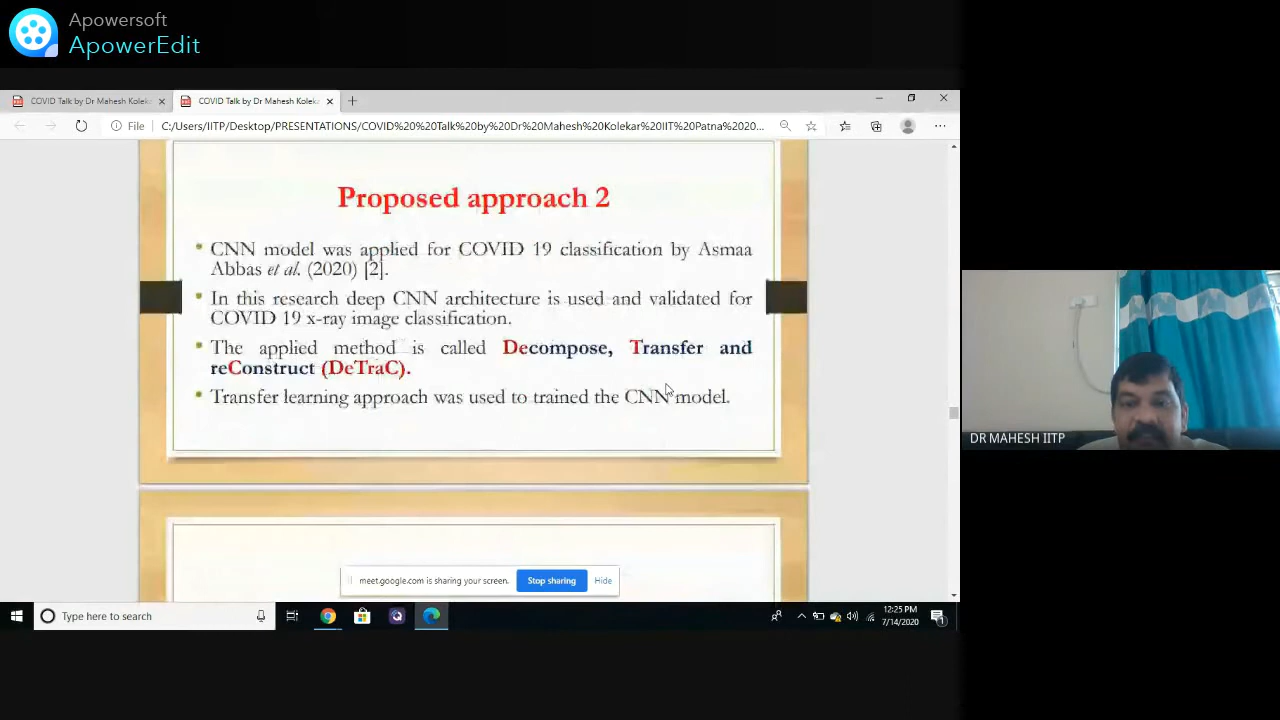 Apowersoft
ApowerEdit
COVID Talk by Dr Mahesh Koleka
COVID Talk by Dr Mahesh Koleka
File
C:/Users/IITP/Desktop/PRESENTATIONS/COVID%20%20Talk%20by%20Dr%20Mahesh%20Kolekar%20IIT%20Patna%2020...
Proposed approach 2
• CNN model was applied for COVID 19 classification by Asmaa
Abbas et al. (2020) [2].
• In this research deep CNN architecture is used and validated for
COVID 19 x-ray image classification.
• The applied method is called Decompose, Transfer and
reConstruct (DeTraC).
• Transfer learning approach was used to trained the CNN model.
DR MAHESH IITP
meet.google.com is sharing your screen.
Stop sharing
Hide
Type here to search
12:25 PM
7/14/2020
1